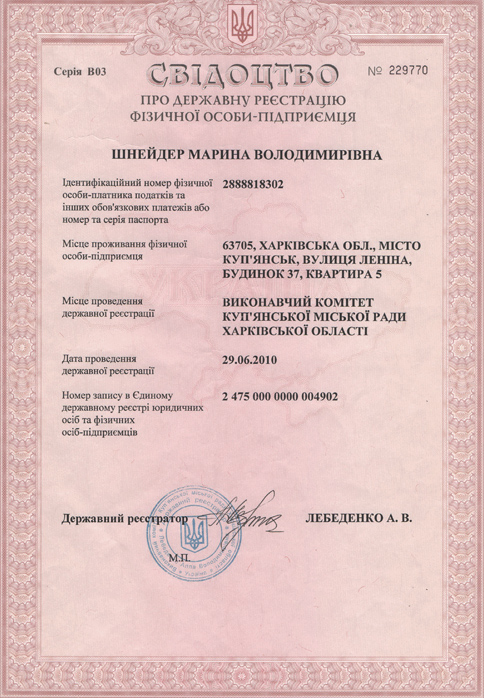 Серія В03
СВІДОЦТВО
№ 229770
ПРО ДЕРЖАВНУ РЕЄСТРАЦІЮ
ФІЗИЧНОЇ ОСОБИ-ПІДПРИЄМЦЯ
ШНЕЙДЕР МАРИНА ВОЛОДИМИРІВНА
Ідентифікаційний номер фізичної
особи-платника податків та
інших обов'язкових платежів або
номер та серія паспорта
2888818302
Місце проживання фізичної
особи-підприємця
63705, ХАРКІВСЬКА ОБЛ., МІСТО
КУП'ЯНСЬК, ВУЛИЦЯ ЛЕНІНА,
БУДИНОК 37, КВАРТИРА 5
Місце проведення
державної реєстрації
ВИКОНАВЧИЙ КОМІТЕТ
КУП'ЯНСЬКОЇ МІСЬКОЇ РАДИ
ХАРКІВСЬКОЇ ОБЛАСТІ
Дата проведення
державної реєстрації
29.06.2010
Номер запису в Єдиному
державному реєстрі юридичних
осіб та фізичних
осіб-підприємців
2 475 000 0000 004902
Державний реєстратор
ЛЕБЕДЕНКО А. В.
М.П.